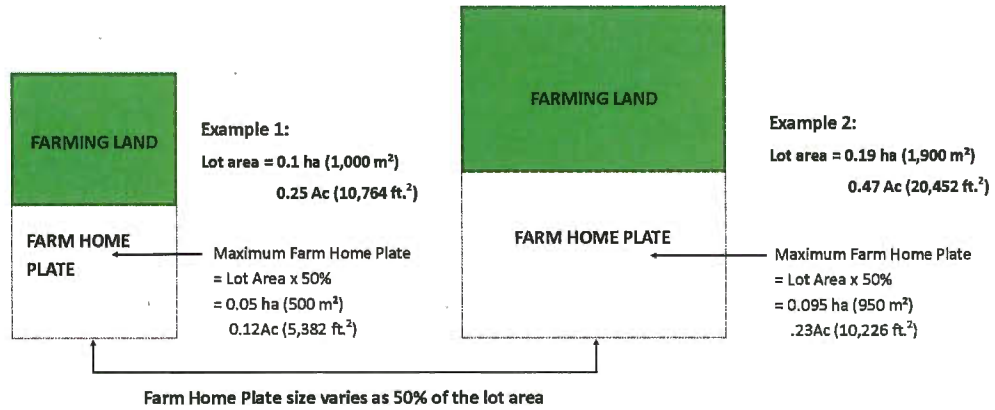 FARMING LAND
FARM HOME
PLATE
Example 1:
Lot area = 0.1 ha (1,000 m²)
0.25 Ac (10,764 ft.²)
Maximum Farm Home Plate
= Lot Area x 50%
= 0.05 ha (500 m²)
0.12Ac (5,382 ft.²)
FARMING LAND
FARM HOME PLATE
Example 2:
Lot area = 0.19 ha (1,900 m²)
0.47 Ac (20,452 ft.²)
Maximum Farm Home Plate
= Lot Area x 50%
= 0.095 ha (950 m²)
.23Ac (10,226 ft.²)
Farm Home Plate size varies as 50% of the lot area